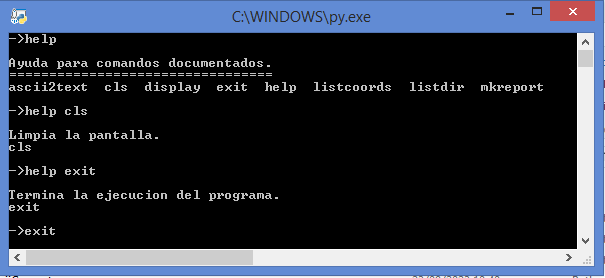 C:\WINDOWS\py.exe
->help
Ayuda para comandos documentados.
=================================
ascii2text  cls  display  exit  help  listcoords  listdir  mkreport
->help cls
Limpia la pantalla.
cls
->help exit
Termina la ejecucion del programa.
exit
->exit